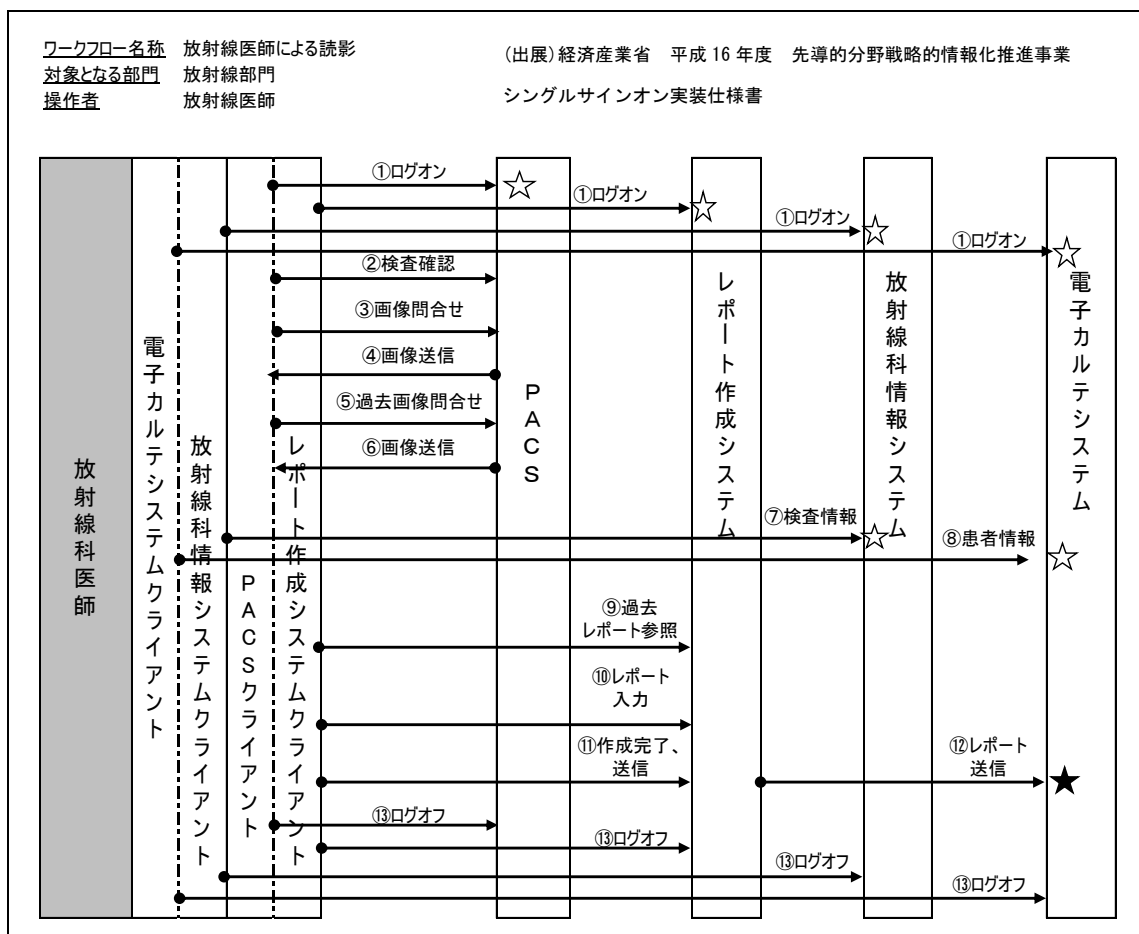 ワークフロー名称 放射線医師による読影
対象となる部門 放射線部門
操作者 放射線医師
(出展)経済産業省 平成16年度 先導的分野戦略的情報化推進事業
シングルサインオン実装仕様書
①ログオン
①ログオン
①ログオン
①ログオン
②検査確認
③画像問合せ
④画像送信
⑤過去画像問合せ
⑥画像送信
⑦検査情報
⑧患者情報
⑨過去
レポート参照
⑩レポート
入力
⑪作成完了、
送信
⑫レポート
送信
⑬ログオフ
⑬ログオフ
⑬ログオフ
⑬ログオフ
放射線科医師
電子カルテシステムクライアント
放射線科情報システムクライアント
PACSクライアント
レポート作成システムクライアント
PACS
レポート作成システム
放射線科情報システム
電子カルテシステム